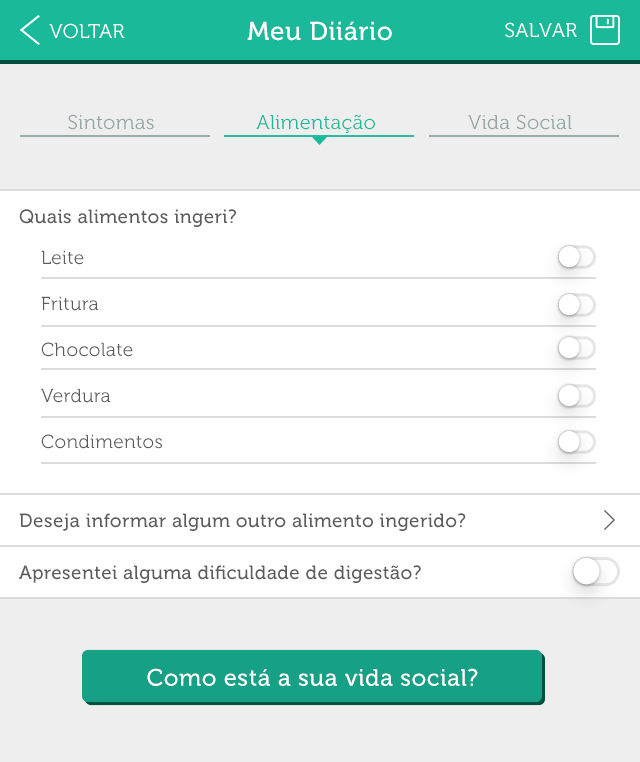 VOLTAR
Meu Diiário
SALVAR
Sintomas
Alimentação
Vida Social
Quais alimentos ingeri?
Leite
Fritura
Chocolate
Verdura
Condimentos
Deseja informar algum outro alimento ingerido?
Apresentei alguma dificuldade de digestão?
Como está a sua vida social?